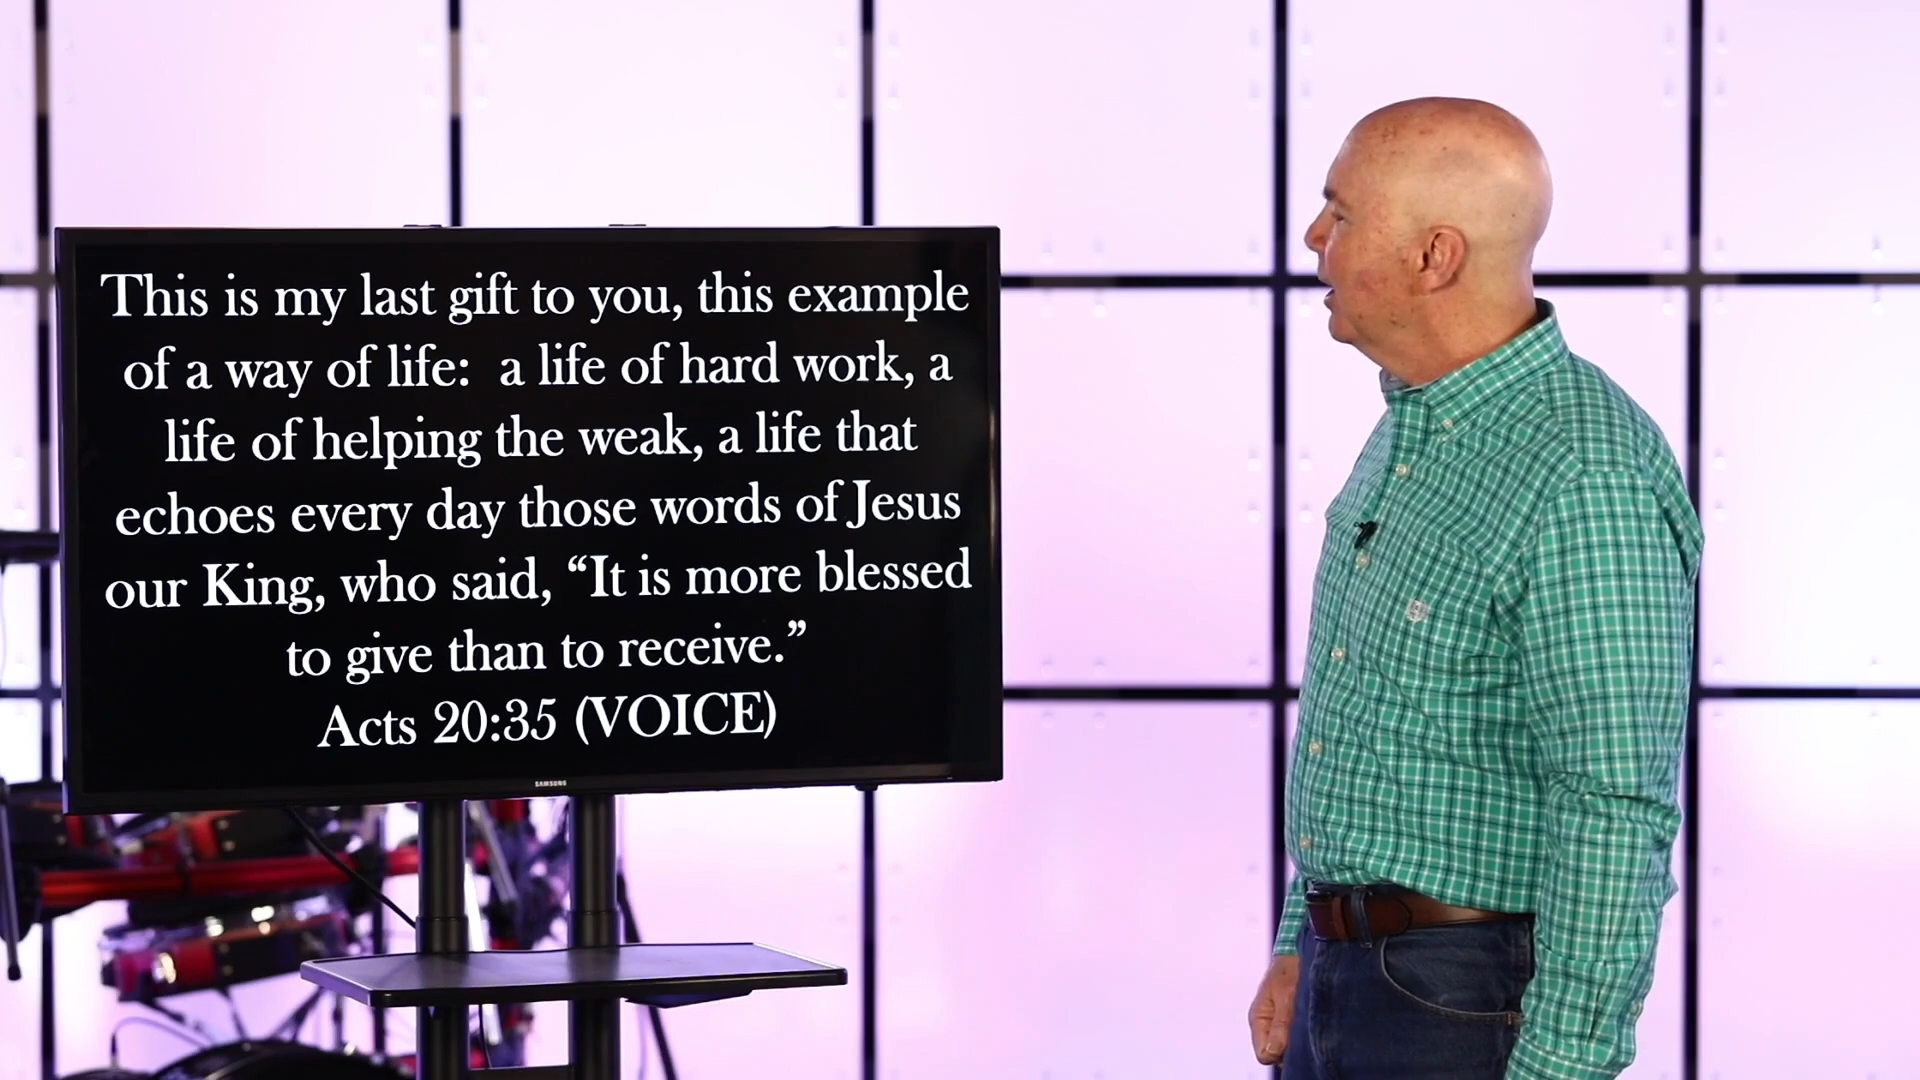 This is my last gift to you, this example
of a way of life:  a life of hard work, a
life of helping the weak, a life that
echoes every day those words of Jesus
our King, who said, “It is more blessed
to give than to receive.”
Acts 20:35 (VOICE)
SAMSUNG